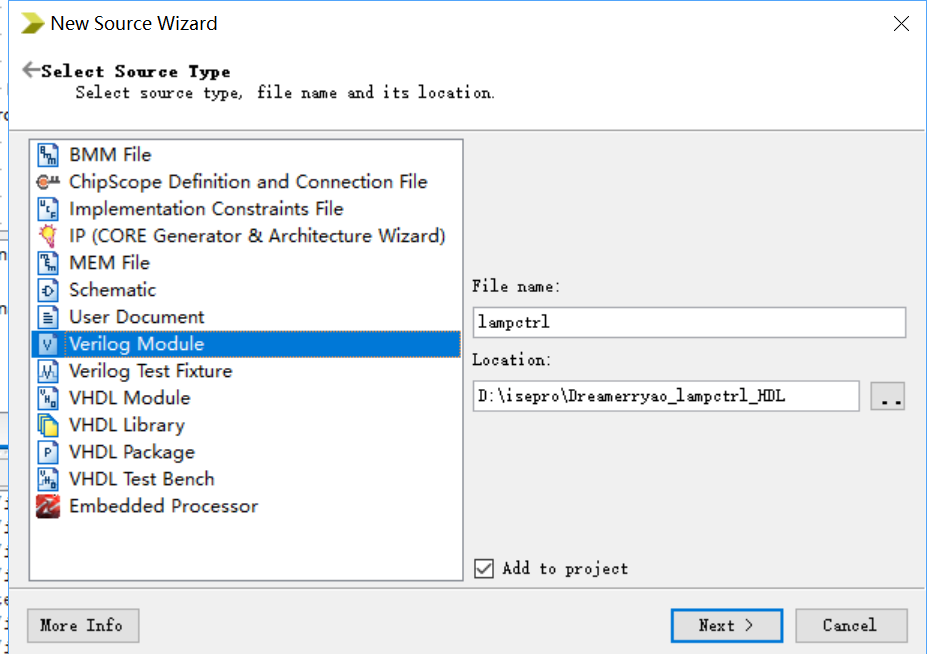 New Source Wizard
Select Source Type
Select source type, file name and its location.
BMM File
ChipScope Definition and Connection File
Implementation Constraints File
IP (CORE Generator & Architecture Wizard)
MEM File
Schematic
User Document
Verilog Module
Verilog Test Fixture
VHDL Module
VHDL Library
VHDL Package
VHDL Test Bench
Embedded Processor
File name:
lampctrl
Location:
D:\isepro\Dreamerryao_lampctrl_HDL
..
Add to project
More Info
Next >
Cancel